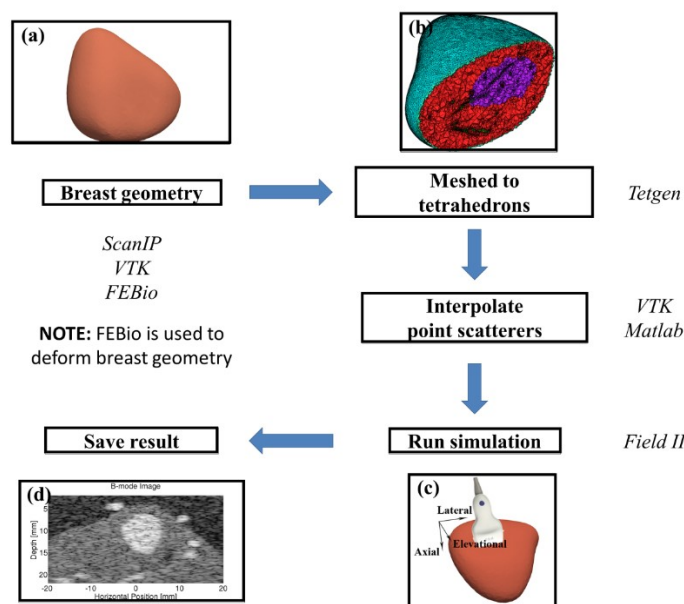 (a)
(b)
Breast geometry
Meshed to
tetrahedrons
Tetgen
ScanIP
VTK
FEBio
Interpolate
point scatterers
VTK
Matlab
NOTE: FEBio is used to
deform breast geometry
Save result
Run simulation
Field II
(d)
B-mode Image
Depth [mm]
5
10
15
20
-20
-10
0
10
20
Horizontal Position [mm]
(c)
Lateral
Elevational
Axial